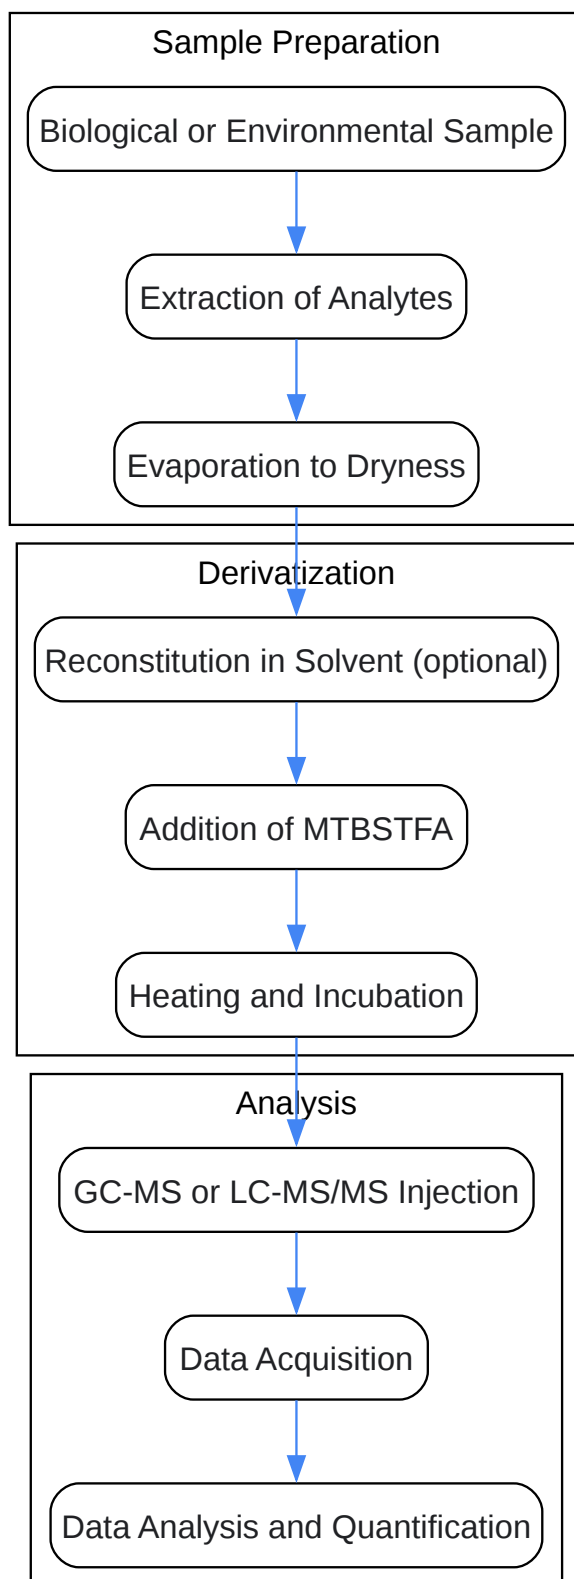 Sample Preparation
Biological or Environmental Sample
Extraction of Analytes
Evaporation to Dryness
Derivatization
Reconstitution in Solvent (optional)
Addition of MTBSTFA
Heating and Incubation
Analysis
GC-MS or LC-MS/MS Injection
Data Acquisition
Data Analysis and Quantification